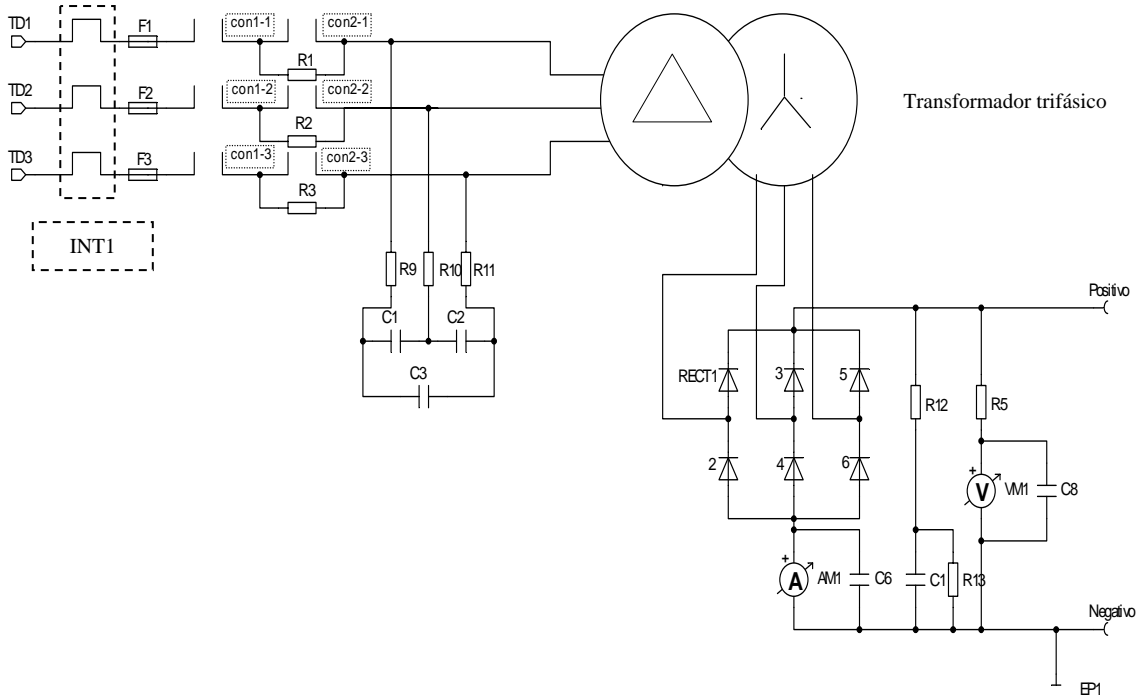 TD1
F1
con1-1
con2-1
R1
TD2
F2
con1-2
con2-2
R2
TD3
F3
con1-3
con2-3
R3
INT1
Transformador trifásico
R9
R10
R11
C1
C2
C3
Positivo
RECT1
3
5
R12
R5
2
4
6
+
V
VM1
C8
+
A
AM1
C6
C1
R13
Negativo
EP1